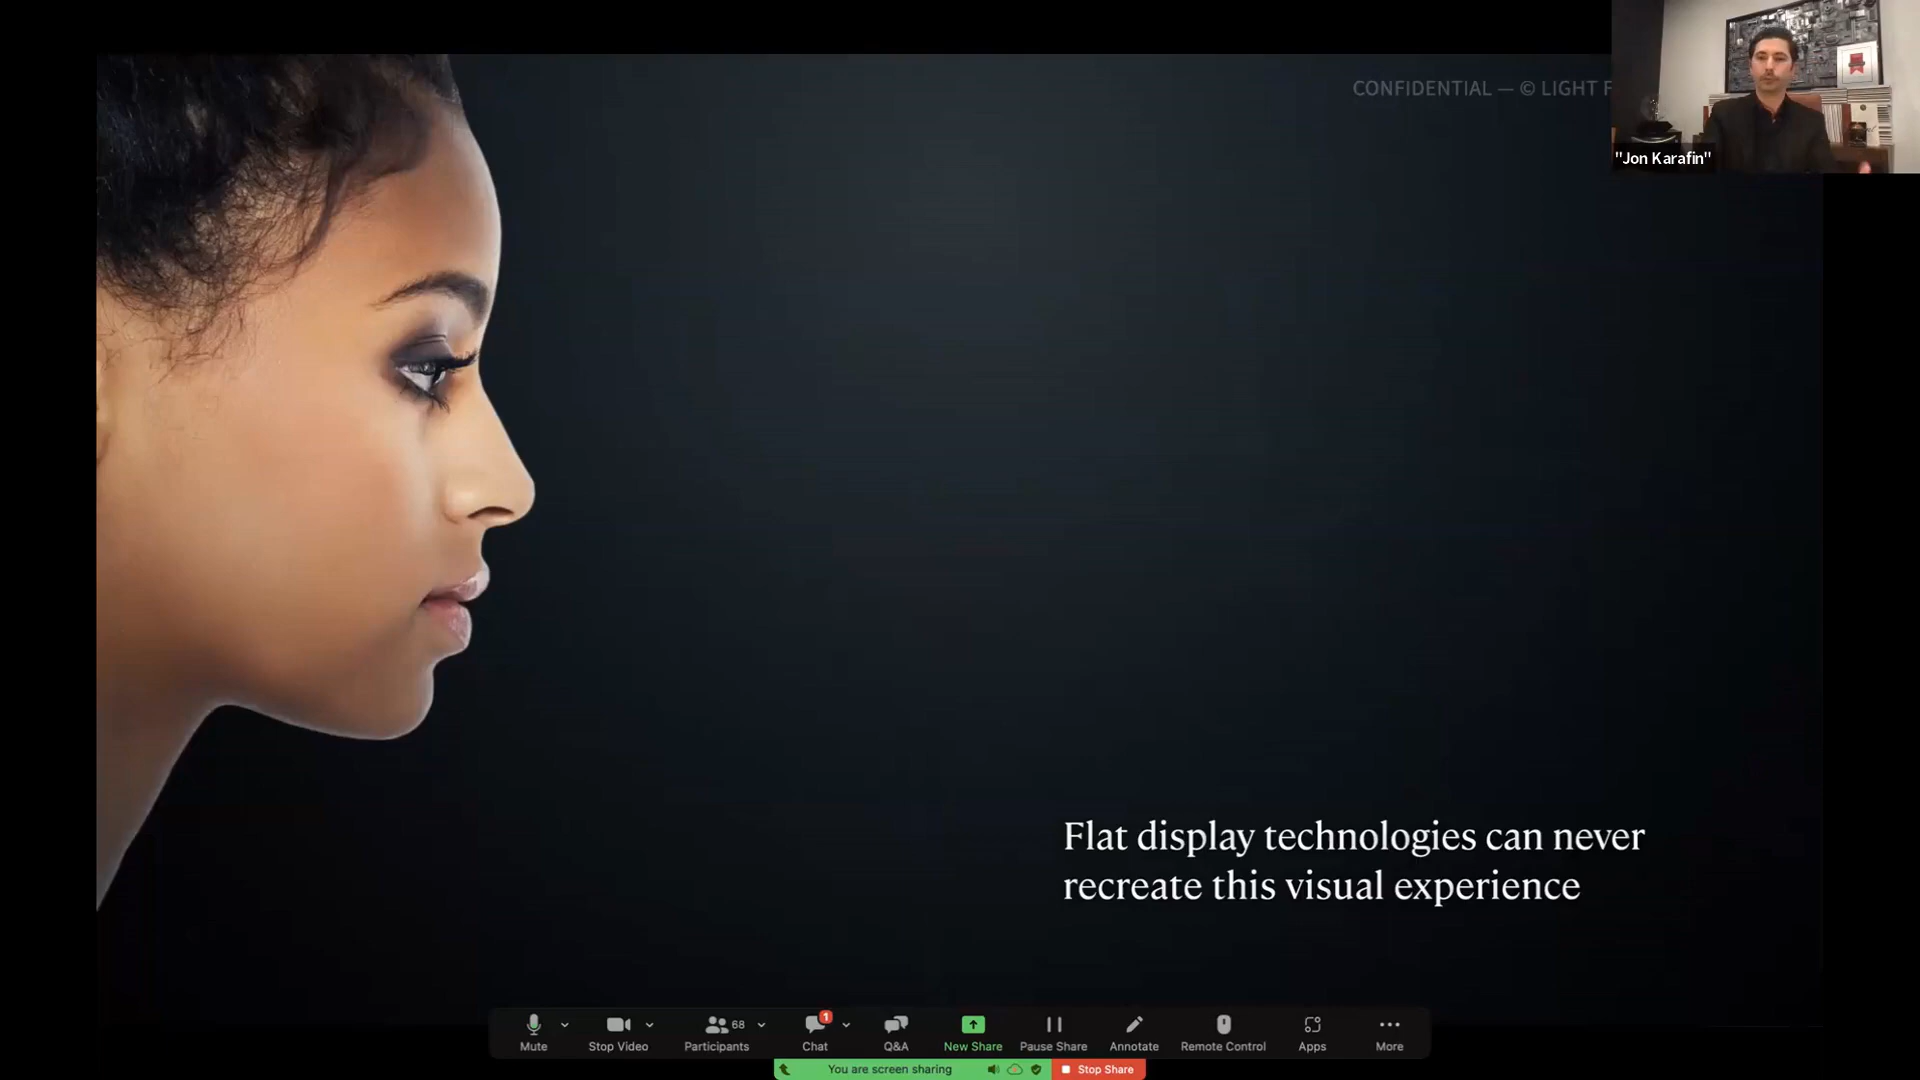 CONFIDENTIAL — © LIGHT F
"Jon Karafin"
Flat display technologies can never
recreate this visual experience
68
1
Mute
Stop Video
Participants
Chat
Q&A
New Share
Pause Share
Annotate
Remote Control
Apps
More
You are screen sharing
Stop Share